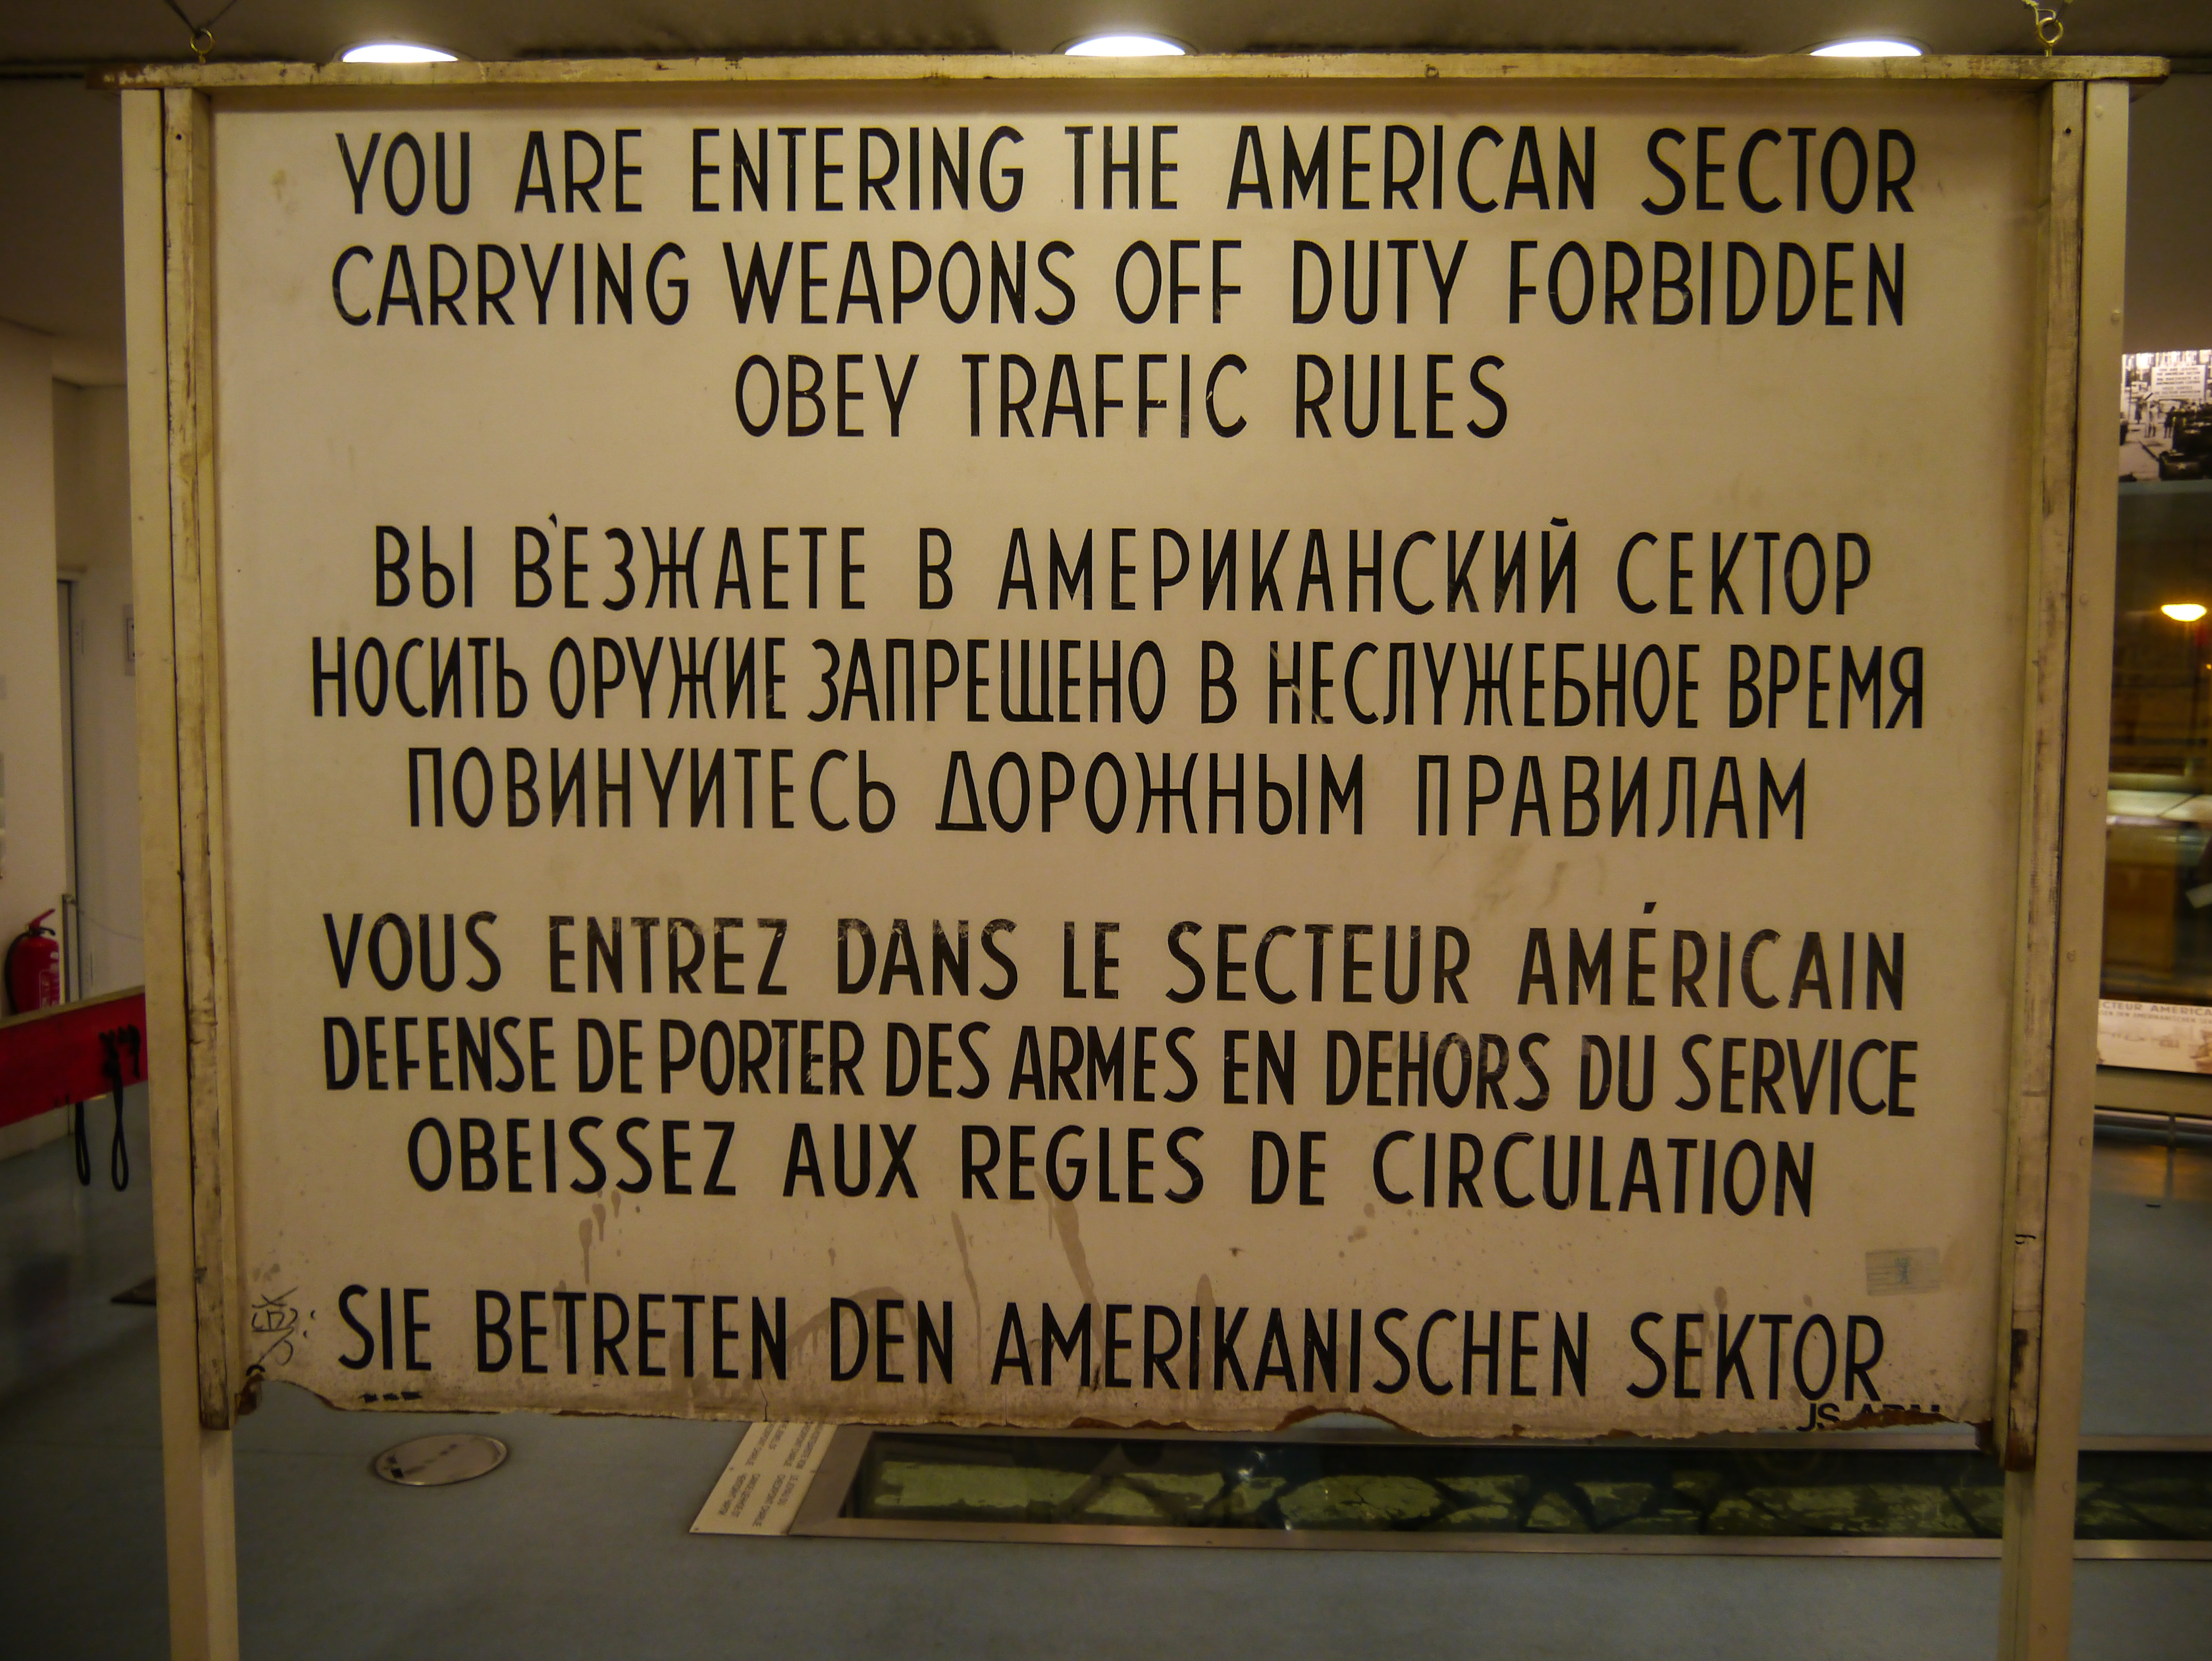 YOU ARE ENTERING THE AMERICAN SECTOR
CARRYING WEAPONS OFF DUTY FORBIDDEN
OBEY TRAFFIC RULES
ВЫ В'ЕЗЖАЕТЕ В АМЕРИКАНСКИЙ СЕКТОР
НОСИТЬ ОРУЖИЕ ЗАПРЕЩЕНО В НЕСЛУЖЕБНОЕ ВРЕМЯ
ПОВИНУИТЕСЬ ДОРОЖНЫМ ПРАВИЛАМ
VOUS ENTREZ DANS LE SECTEUR AMÉRICAIN
DEFENSE DE PORTER DES ARMES EN DEHORS DU SERVICE
OBEISSEZ AUX REGLES DE CIRCULATION
SIE BETRETEN DEN AMERIKANISCHEN SEKTOR